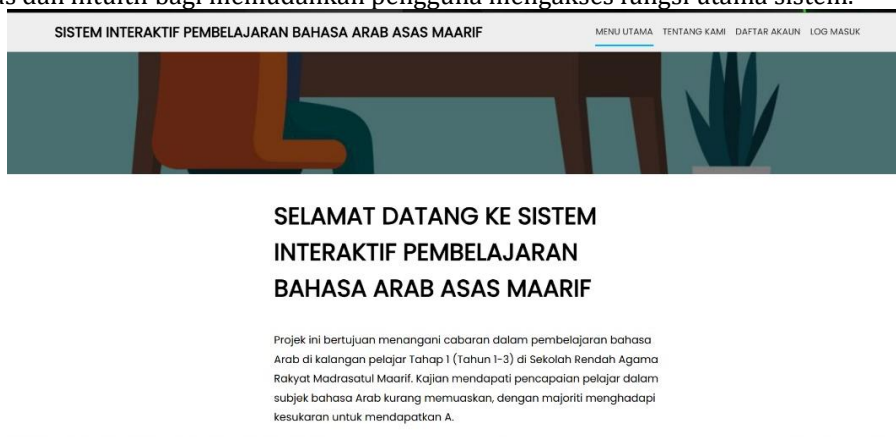 dan intuitif bagi memudahkan pengguna mengakses fungsi utama sistem.
SISTEM INTERAKTIF PEMBELAJARAN BAHASA ARAB ASAS MAARIF
MENU UTAMA TENTANG KAMI DAFTAR AKAUN LOG MASUK
SELAMAT DATANG KE SISTEM
INTERAKTIF PEMBELAJARAN
BAHASA ARAB ASAS MAARIF
Projek ini bertujuan menangani cabaran dalam pembelajaran bahasa
Arab di kalangan pelajar Tahap 1 (Tahun 1-3) di Sekolah Rendah Agama
Rakyat Madrasatul Maarif. Kajian mendapati pencapaian pelajar dalam
subjek bahasa Arab kurang memuaskan, dengan majoriti menghadapi
kesukaran untuk mendapatkan A.